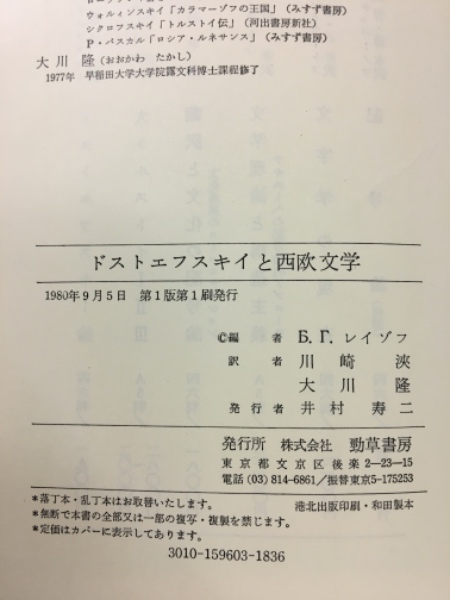 ウォルィンスキイ「カラマーゾフの王国」(みすず書房)
シクロフスキイ「トルストイ伝」(河出書房新社)
P・パスカル「ロシア・ルネサンス」(みすず書房)
大川 隆(おおかわ たかし)
1977年 早稲田大学大学院露文科博士課程修了
ドストエフスキイと西欧文学
1980年9月5日 第1版第1刷発行
©編者 Б.Г.レイゾフ
訳者 川崎浹
大川隆
発行者 井村寿二
発行所 株式会社 勁草書房
東京都文京区後楽2-23-15
電話(03)814-6861/振替東京5-175253
*落丁本・乱丁本はお取替いたします。 港北出版印刷・和田製本
*無断で本書の全部又は一部の複写・複製を禁じます。
*定価はカバーに表示してあります。
3010-159603-1836